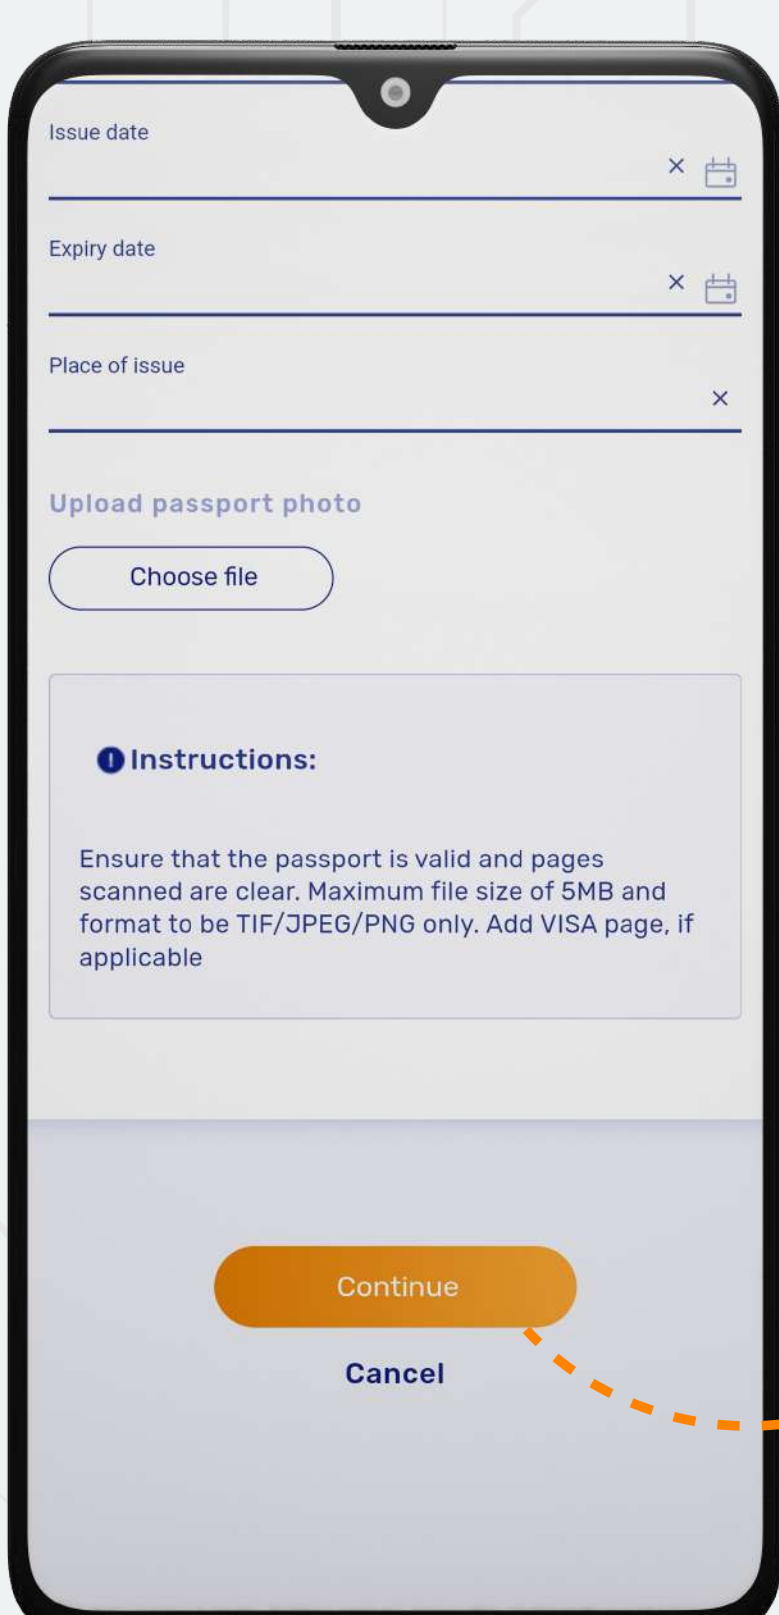 Issue date
Expiry date
Place of issue
Upload passport photo
Choose file
Instructions:
Ensure that the passport is valid and pages
scanned are clear. Maximum file size of 5MB and
format to be TIF/JPEG/PNG only. Add VISA page, if
applicable
Continue
Cancel